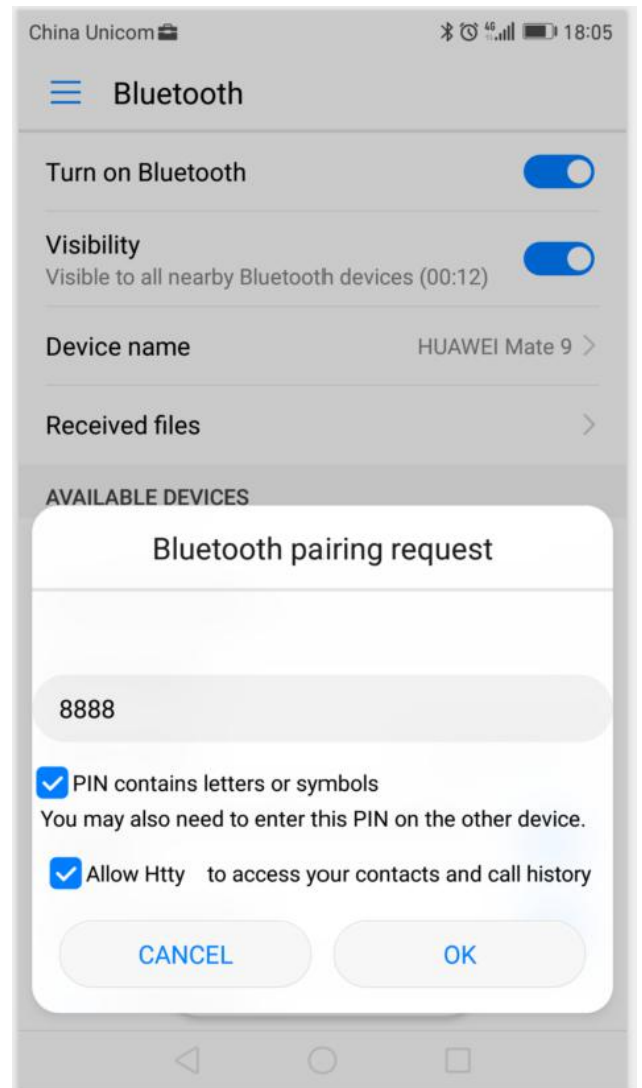 China Unicom 4G 18:05
Bluetooth
Turn on Bluetooth
Visibility
Visible to all nearby Bluetooth devices (00:12)
Device name HUAWEI Mate 9
Received files
AVAILABLE DEVICES
Bluetooth pairing request
8888
PIN contains letters or symbols
You may also need to enter this PIN on the other device.
Allow Htty to access your contacts and call history
CANCEL OK